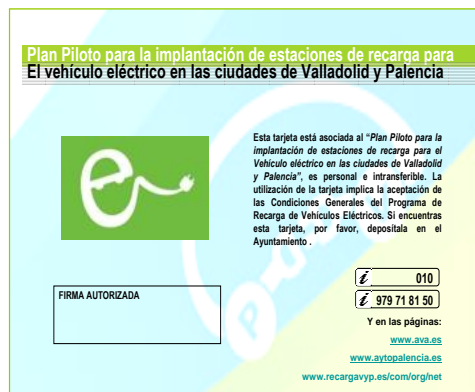 Plan Piloto para la implantación de estaciones de recarga para
El vehículo eléctrico en las ciudades de Valladolid y Palencia
Esta tarjeta está asociada al “Plan Piloto para la
implantación de estaciones de recarga para el
Vehículo eléctrico en las ciudades de Valladolid
y Palencia”, es personal e intransferible. La
utilización de la tarjeta implica la aceptación de
las Condiciones Generales del Programa de
Recarga de Vehículos Eléctricos. Si encuentras
esta tarjeta, por favor, deposítala en el
Ayuntamiento .
i 010
i 979 71 81 50
FIRMA AUTORIZADA
Y en las páginas:
www.ava.es
www.aytopalencia.es
www.recargavyp.es/com/org/net